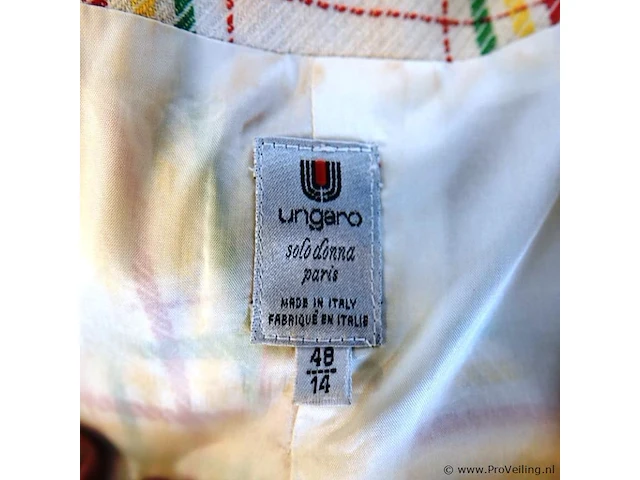 ungaro
solo donna
paris
MADE IN ITALY
FABRIQUÉ EN ITALIE
48
14
© www.ProVeiling.nl